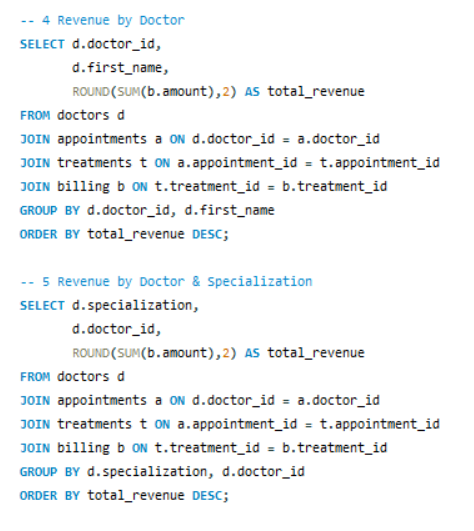 -- 4 Revenue by Doctor
SELECT d.doctor_id,
d.first_name,
ROUND(SUM(b.amount),2) AS total_revenue
FROM doctors d
JOIN appointments a ON d.doctor_id = a.doctor_id
JOIN treatments t ON a.appointment_id = t.appointment_id
JOIN billing b ON t.treatment_id = b.treatment_id
GROUP BY d.doctor_id, d.first_name
ORDER BY total_revenue DESC;
-- 5 Revenue by Doctor & Specialization
SELECT d.specialization,
d.doctor_id,
ROUND(SUM(b.amount),2) AS total_revenue
FROM doctors d
JOIN appointments a ON d.doctor_id = a.doctor_id
JOIN treatments t ON a.appointment_id = t.appointment_id
JOIN billing b ON t.treatment_id = b.treatment_id
GROUP BY d.specialization, d.doctor_id
ORDER BY total_revenue DESC;